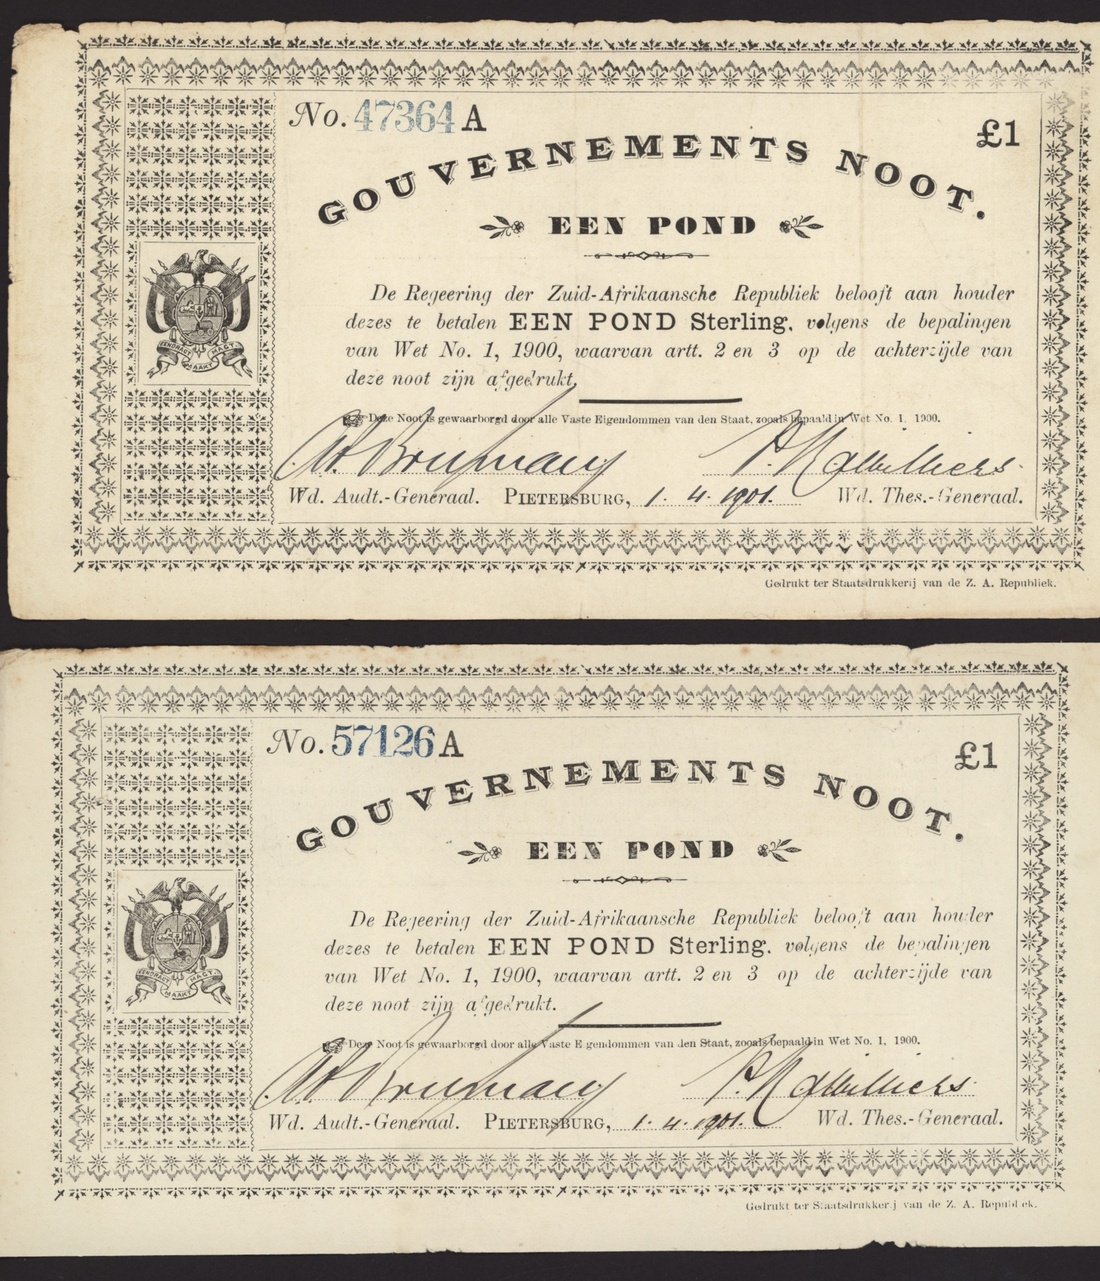 No. 47364 A
£1
GOUVERNEMENTS NOOT.
EEN POND
De Regeering der Zuid-Afrikaansche Republiek belooft aan houder
dezes te betalen EEN POND Sterling, volgens de bepalingen
van Wet No. 1, 1900, waarvan artt. 2 en 3 op de achterzijde van
deze noot zijn afgedrukt.
EENDRAGT MAAKT MAGT
Deze Noot is gewaarborgd door alle Vaste Eigendommen van den Staat, zooals bepaald in Wet No. 1, 1900.
Wd. Audt.-Generaal. PIETERSBURG, 1. 4. 1901. Wd. Thes.-Generaal.
Gedrukt ter Staatsdrukkerij van de Z. A. Republiek.
No. 57126 A
£1
GOUVERNEMENTS NOOT.
EEN POND
De Regeering der Zuid-Afrikaansche Republiek belooft aan houder
dezes te betalen EEN POND Sterling, volgens de bepalingen
van Wet No. 1, 1900, waarvan artt. 2 en 3 op de achterzijde van
deze noot zijn afgedrukt.
EENDRAGT MAAKT MAGT
Deze Noot is gewaarborgd door alle Vaste Eigendommen van den Staat, zooals bepaald in Wet No. 1, 1900.
Wd. Audt.-Generaal. PIETERSBURG, 1. 4. 1901. Wd. Thes.-Generaal.
Gedrukt ter Staatsdrukkerij van de Z. A. Republiek.